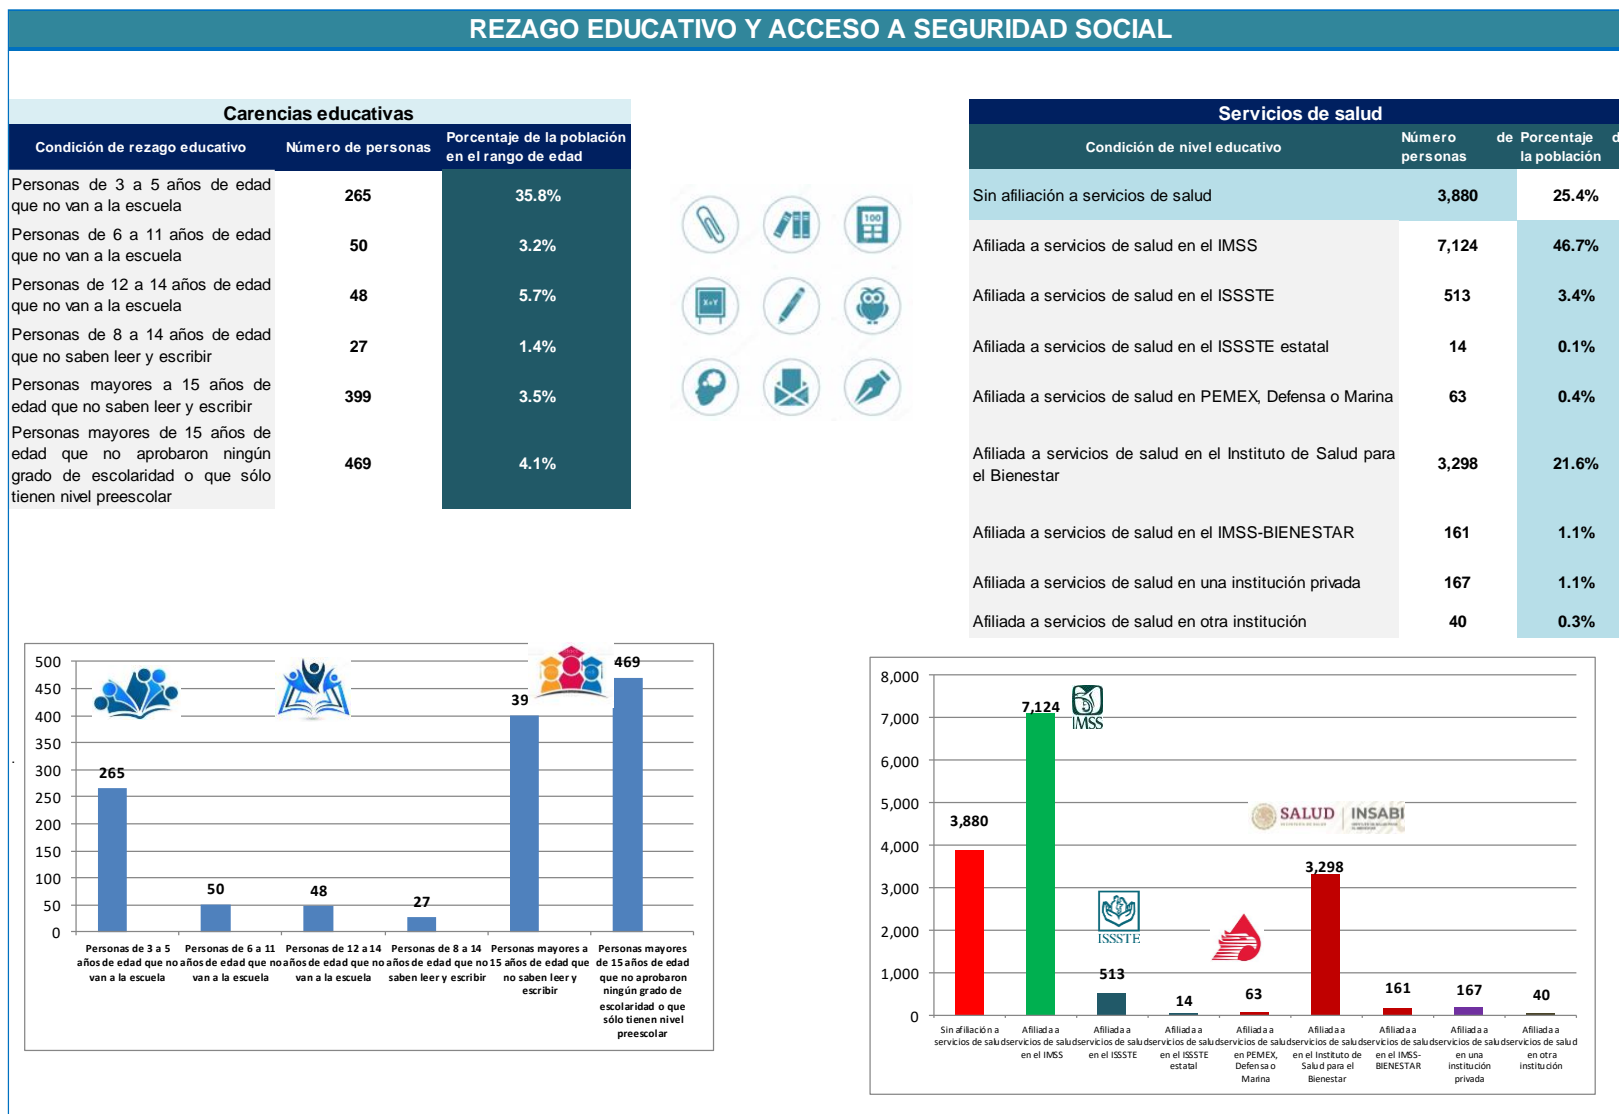 REZAGO EDUCATIVO Y ACCESO A SEGURIDAD SOCIAL
Carencias educativas
Condición de rezago educativo
Número de personas
Porcentaje de la población
en el rango de edad
Personas de 3 a 5 años de edad
que no van a la escuela
265
35.8%
Personas de 6 a 11 años de edad
que no van a la escuela
50
3.2%
Personas de 12 a 14 años de edad
que no van a la escuela
48
5.7%
Personas de 8 a 14 años de edad
que no saben leer y escribir
27
1.4%
Personas mayores a 15 años de
edad que no saben leer y escribir
399
3.5%
Personas mayores de 15 años de
edad que no aprobaron ningún
grado de escolaridad o que sólo
tienen nivel preescolar
469
4.1%
100
X+Y
Servicios de salud
Condición de nivel educativo
Número de
personas
Porcentaje d
la población
Sin afiliación a servicios de salud
3,880
25.4%
Afiliada a servicios de salud en el IMSS
7,124
46.7%
Afiliada a servicios de salud en el ISSSTE
513
3.4%
Afiliada a servicios de salud en el ISSSTE estatal
14
0.1%
Afiliada a servicios de salud en PEMEX, Defensa o Marina
63
0.4%
Afiliada a servicios de salud en el Instituto de Salud para
el Bienestar
3,298
21.6%
Afiliada a servicios de salud en el IMSS-BIENESTAR
161
1.1%
Afiliada a servicios de salud en una institución privada
167
1.1%
Afiliada a servicios de salud en otra institución
40
0.3%
500
450
400
350
300
250
200
150
100
50
0
265
50
48
27
39
469
Personas de 3 a 5
años de edad que no
van a la escuela
Personas de 6 a 11
años de edad que no
van a la escuela
Personas de 12 a 14
años de edad que no
van a la escuela
Personas de 8 a 14
años de edad que no
saben leer y escribir
Personas mayores a
15 años de edad que
no saben leer y
escribir
Personas mayores
de 15 años de edad
que no aprobaron
ningún grado de
escolaridad o que
sólo tienen nivel
preescolar
8,000
7,000
6,000
5,000
4,000
3,000
2,000
1,000
0
3,880
7,124
IMSS
513
ISSSTE
14
63
3,298
SALUD
INSABI
161
167
40
Sin afiliación a
servicios de salud
Afiliada a
servicios de salud
en el IMSS
Afiliada a
servicios de salud
en el ISSSTE
Afiliada a
servicios de salud
en el ISSSTE
estatal
Afiliada a
servicios de salud
en PEMEX,
Defensa o
Marina
Afiliada a
servicios de salud
en el Instituto de
Salud para el
Bienestar
Afiliada a
servicios de salud
en el IMSS-
BIENESTAR
Afiliada a
servicios de salud
en una
institución
privada
Afiliada a
servicios de salud
en otra
institución